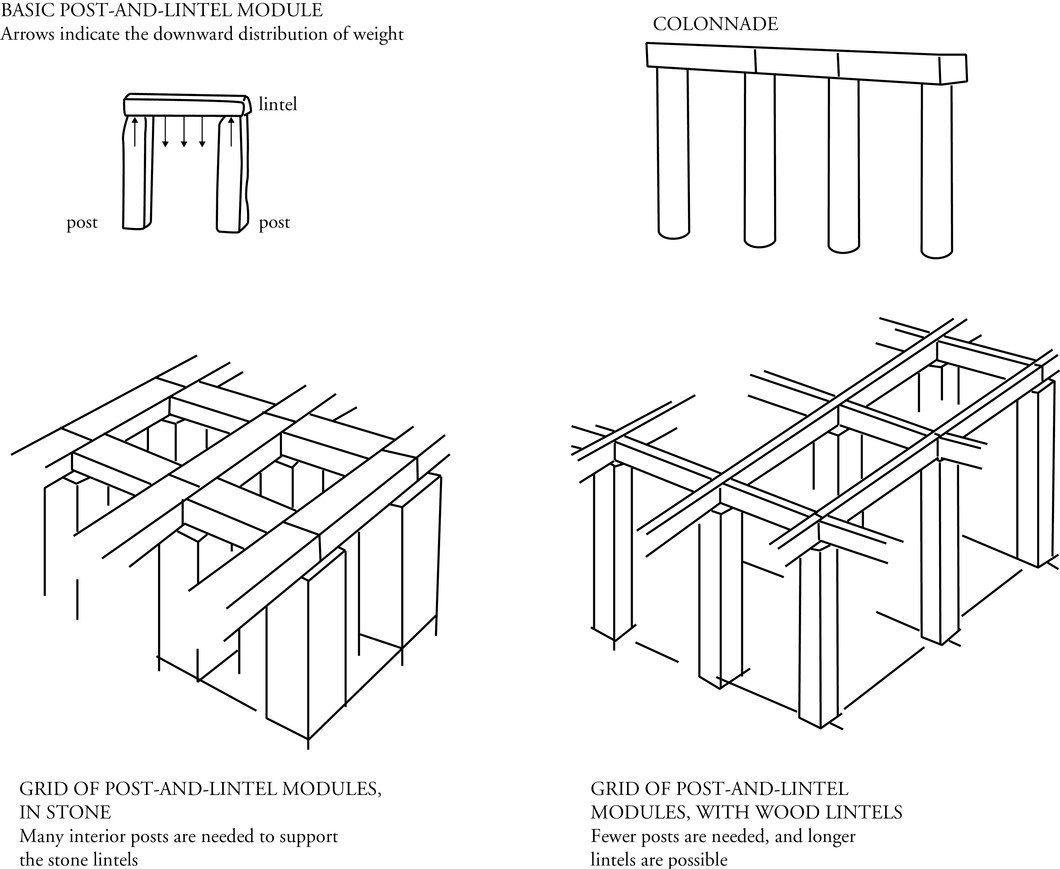 BASIC POST-AND-LINTEL MODULE
Arrows indicate the downward distribution of weight
lintel
post
post
COLONNADE
GRID OF POST-AND-LINTEL MODULES,
IN STONE
Many interior posts are needed to support
the stone lintels
GRID OF POST-AND-LINTEL
MODULES, WITH WOOD LINTELS
Fewer posts are needed, and longer
lintels are possible